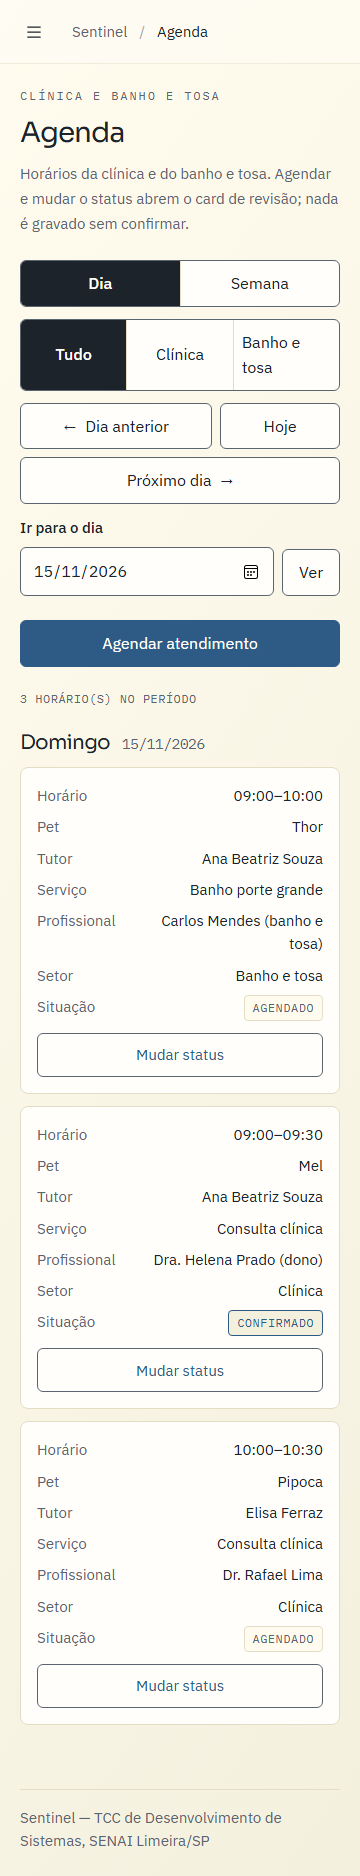 Sentinel / Agenda
CLÍNICA E BANHO E TOSA
Agenda
Horários da clínica e do banho e tosa. Agendar
e mudar o status abrem o card de revisão; nada
é gravado sem confirmar.
Dia Semana
Tudo Clínica Banho e
tosa
← Dia anterior Hoje
Próximo dia →
Ir para o dia
15/11/2026 Ver
Agendar atendimento
3 HORÁRIO(S) NO PERÍODO
Domingo 15/11/2026
Horário 09:00–10:00
Pet Thor
Tutor Ana Beatriz Souza
Serviço Banho porte grande
Profissional Carlos Mendes (banho e
tosa)
Setor Banho e tosa
Situação AGENDADO
Mudar status
Horário 09:00–09:30
Pet Mel
Tutor Ana Beatriz Souza
Serviço Consulta clínica
Profissional Dra. Helena Prado (dono)
Setor Clínica
Situação CONFIRMADO
Mudar status
Horário 10:00–10:30
Pet Pipoca
Tutor Elisa Ferraz
Serviço Consulta clínica
Profissional Dr. Rafael Lima
Setor Clínica
Situação AGENDADO
Mudar status
Sentinel — TCC de Desenvolvimento de
Sistemas, SENAI Limeira/SP